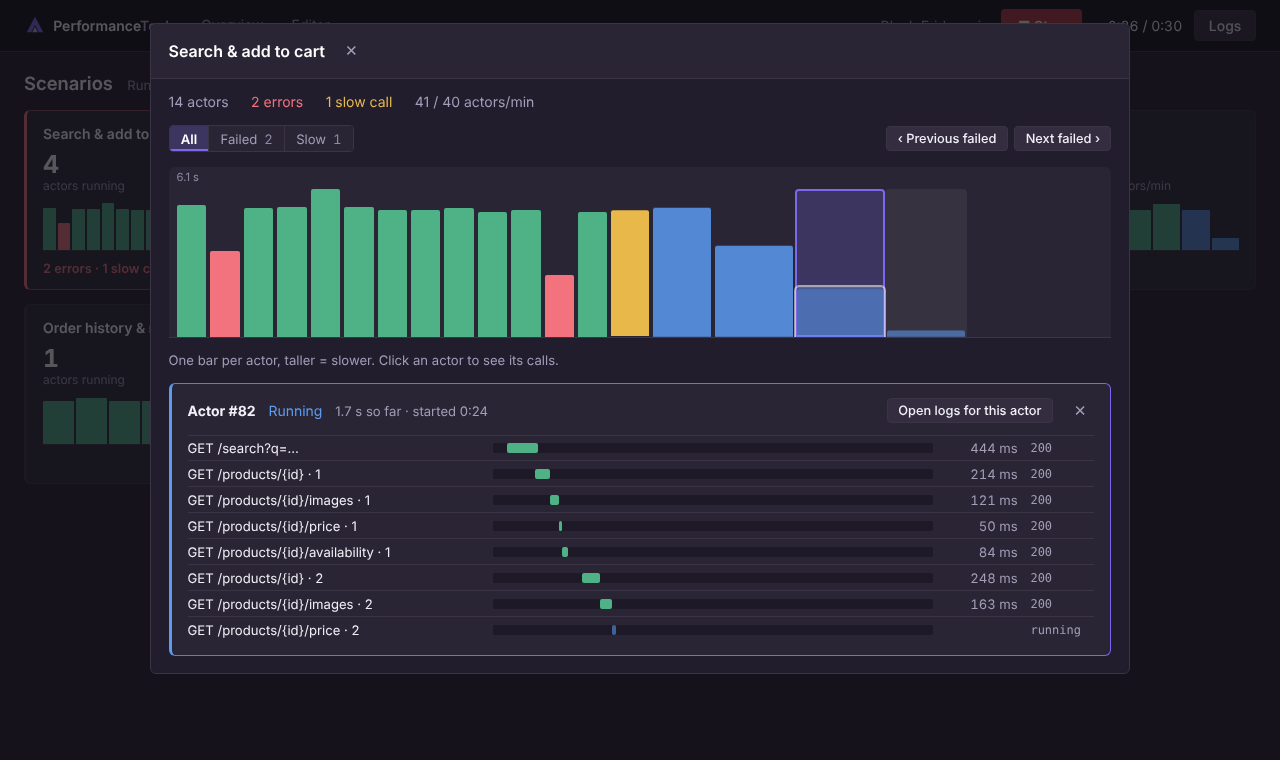 PerformanceT
0:30
Logs
Search & add to cart ✕
Scenarios
Run
14 actors 2 errors 1 slow call 41 / 40 actors/min
Search & add to
4
actors running
2 errors · 1 slow c
All Failed 2 Slow 1
‹ Previous failed Next failed ›
6.1 s
ors/min
One bar per actor, taller = slower. Click an actor to see its calls.
Order history &
1
actors running
Actor #82 Running 1.7 s so far · started 0:24 Open logs for this actor ✕
GET /search?q=... 444 ms 200
GET /products/{id} · 1 214 ms 200
GET /products/{id}/images · 1 121 ms 200
GET /products/{id}/price · 1 50 ms 200
GET /products/{id}/availability · 1 84 ms 200
GET /products/{id} · 2 248 ms 200
GET /products/{id}/images · 2 163 ms 200
GET /products/{id}/price · 2 running